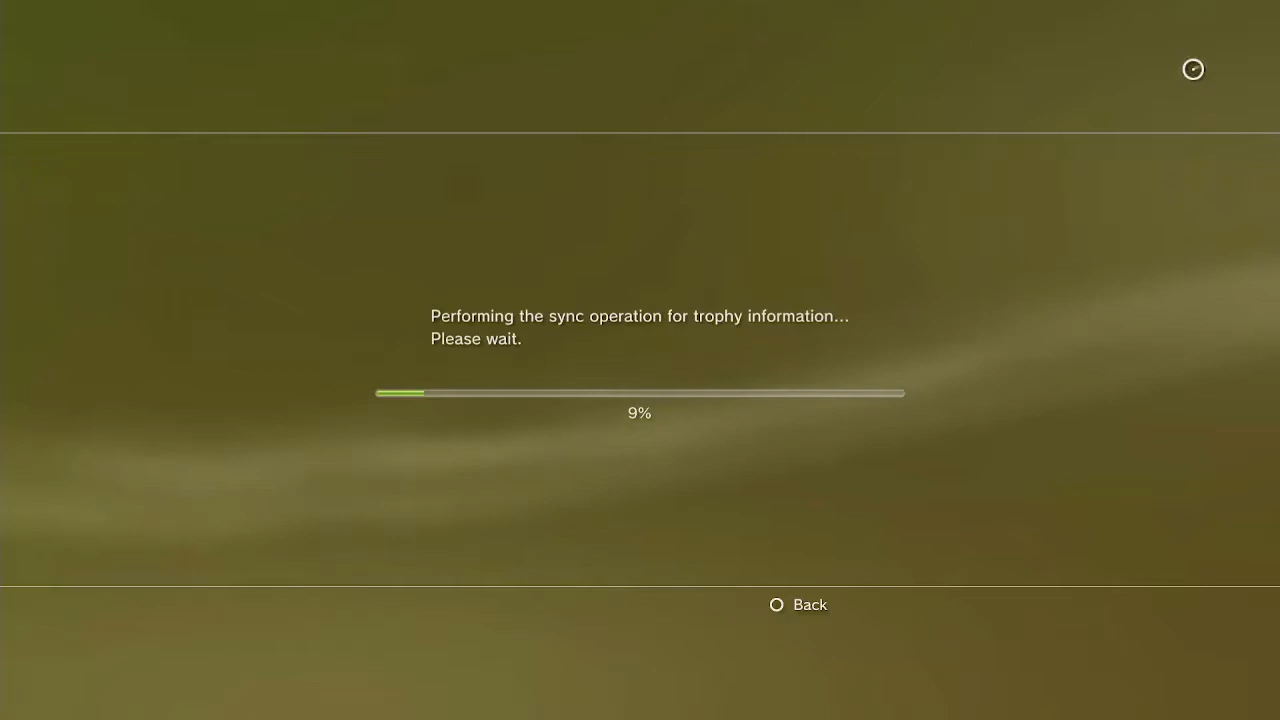 Performing the sync operation for trophy information...
Please wait.
9%
Back